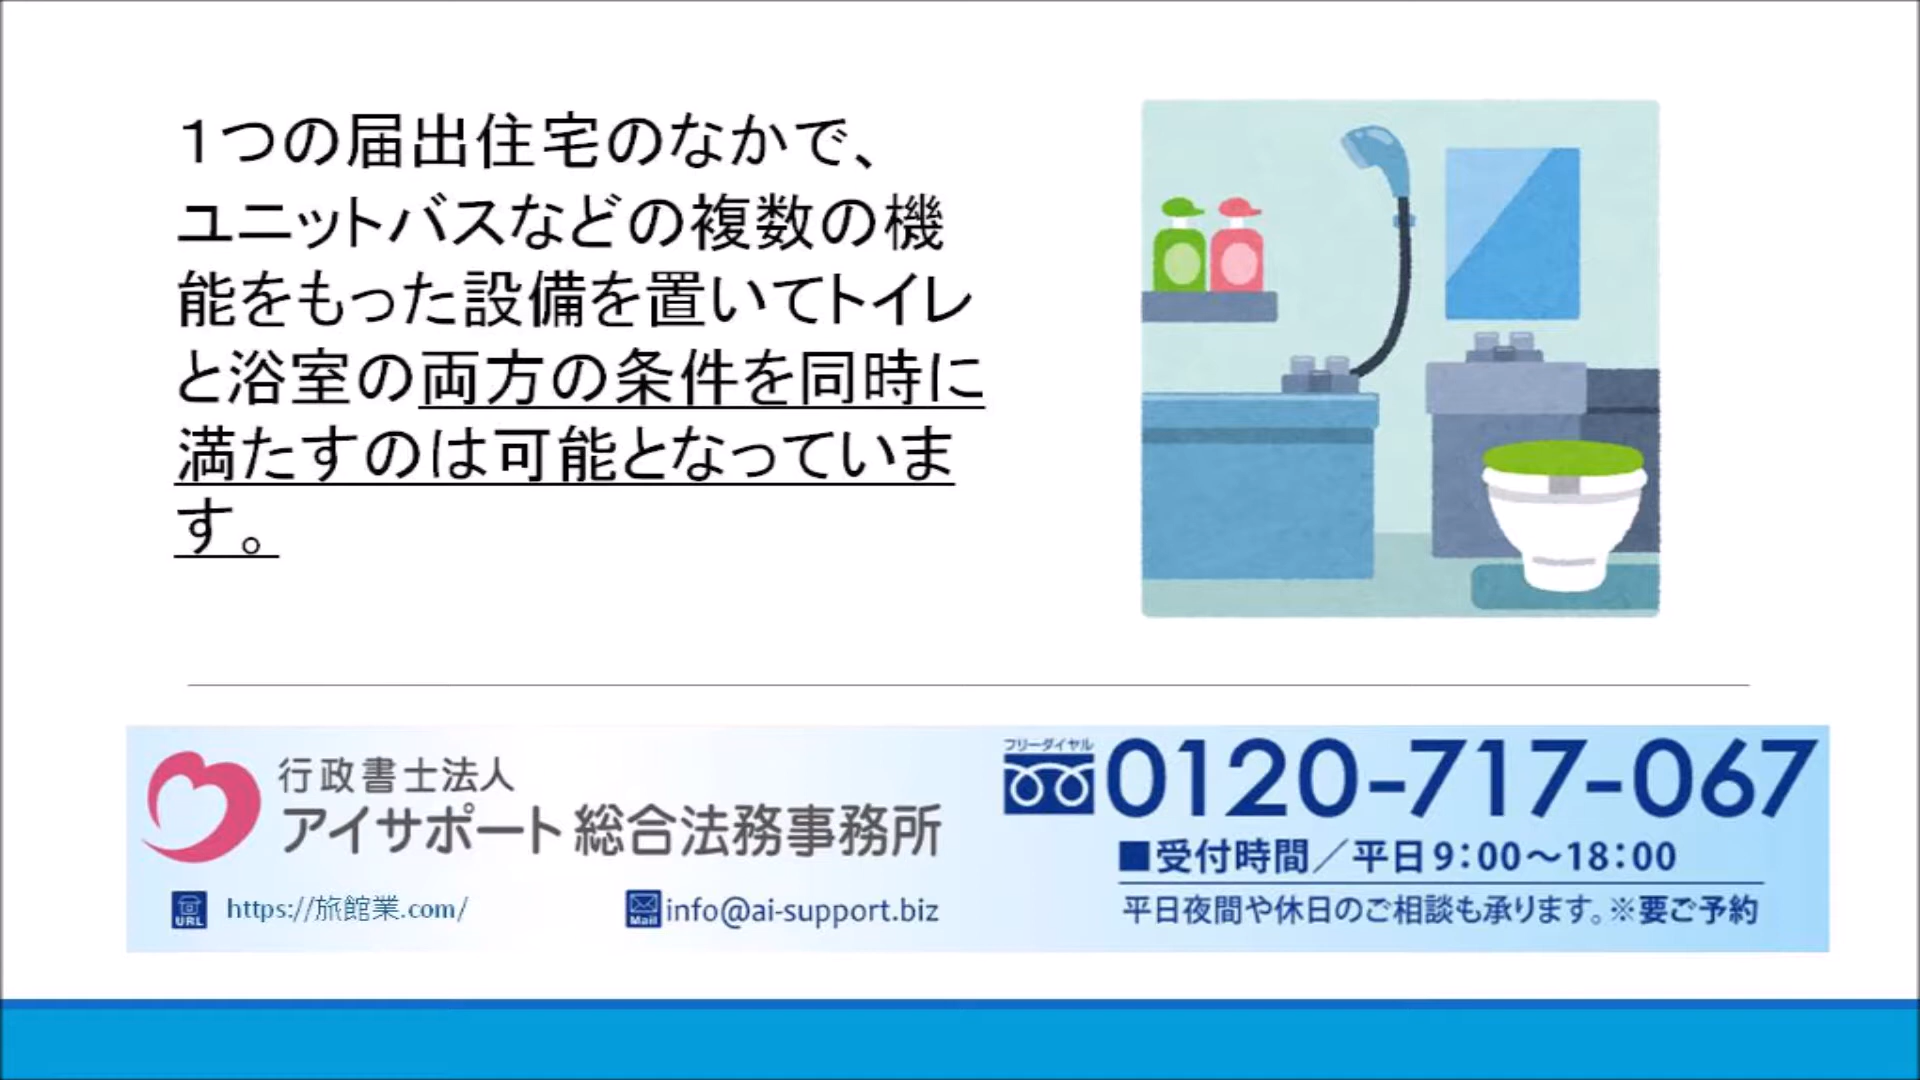 １つの届出住宅のなかで、
ユニットバスなどの複数の機
能をもった設備を置いてトイレ
と浴室の両方の条件を同時に
満たすのは可能となっていま
す。
行政書士法人
アイサポート総合法務事務所
URL https://旅館業.com/
Mail info@ai-support.biz
フリーダイヤル
0120-717-067
■受付時間／平日9：00～18：00
平日夜間や休日のご相談も承ります。※要ご予約